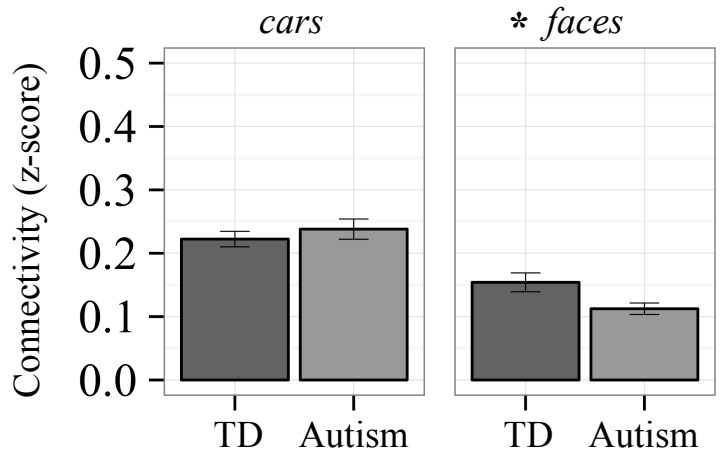 cars
* faces
Connectivity (z-score)
0.5
0.4
0.3
0.2
0.1
0.0
TD Autism
TD Autism